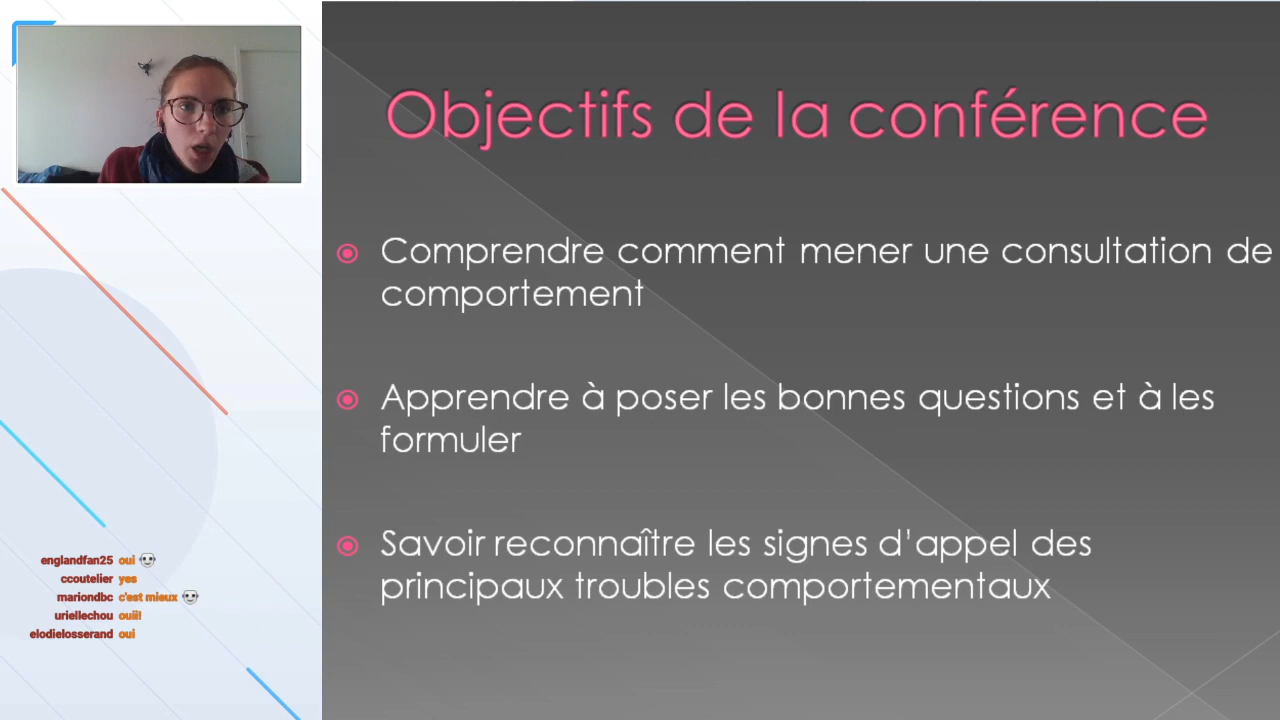 Objectifs de la conférence
Comprendre comment mener une consultation de
comportement
Apprendre à poser les bonnes questions et à les
formuler
Savoir reconnaître les signes d'appel des
principaux troubles comportementaux
englandfan25 oui
ccoutelier yes
mariondbc c'est mieux
uriellechou ouii!
elodielosserand oui